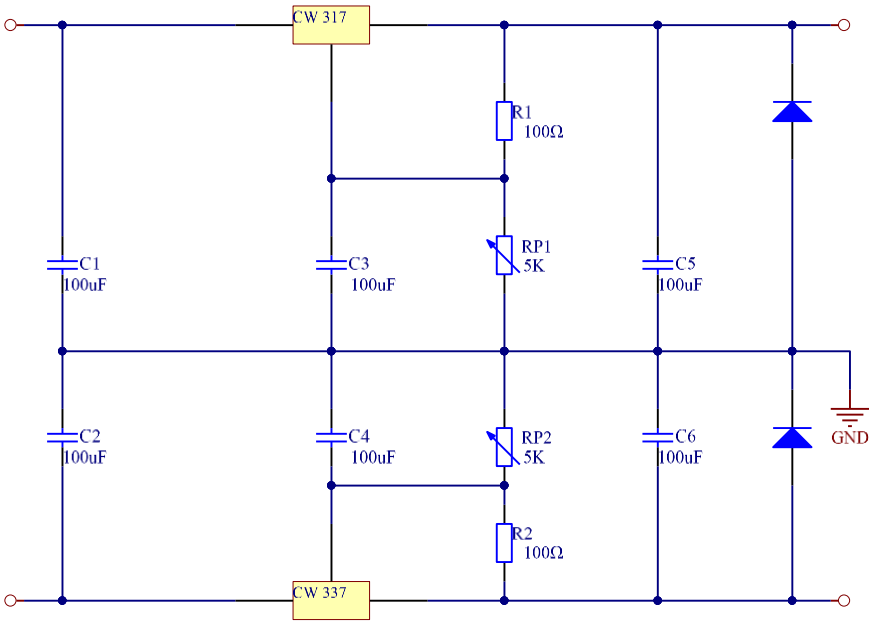 CW 317
R1
100Ω
RP1
5K
C1
100uF
C3
100uF
C5
100uF
C2
100uF
C4
100uF
RP2
5K
C6
100uF
GND
R2
100Ω
CW 337